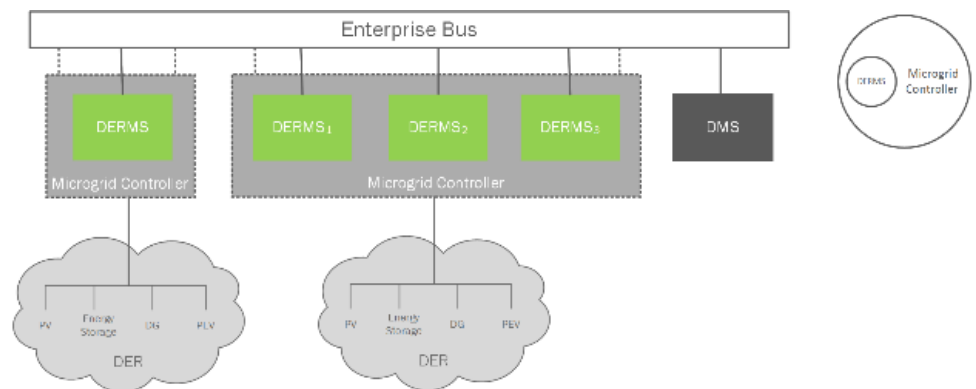 Enterprise Bus
DERMS
DERMS₁
DERMS₂
DERMS₃
DMS
DERMS
Microgrid
Controller
Microgrid Controller
Microgrid Controller
PV
Energy
Storage
DG
PEV
DER
PV
Energy
Storage
DG
PEV
DER